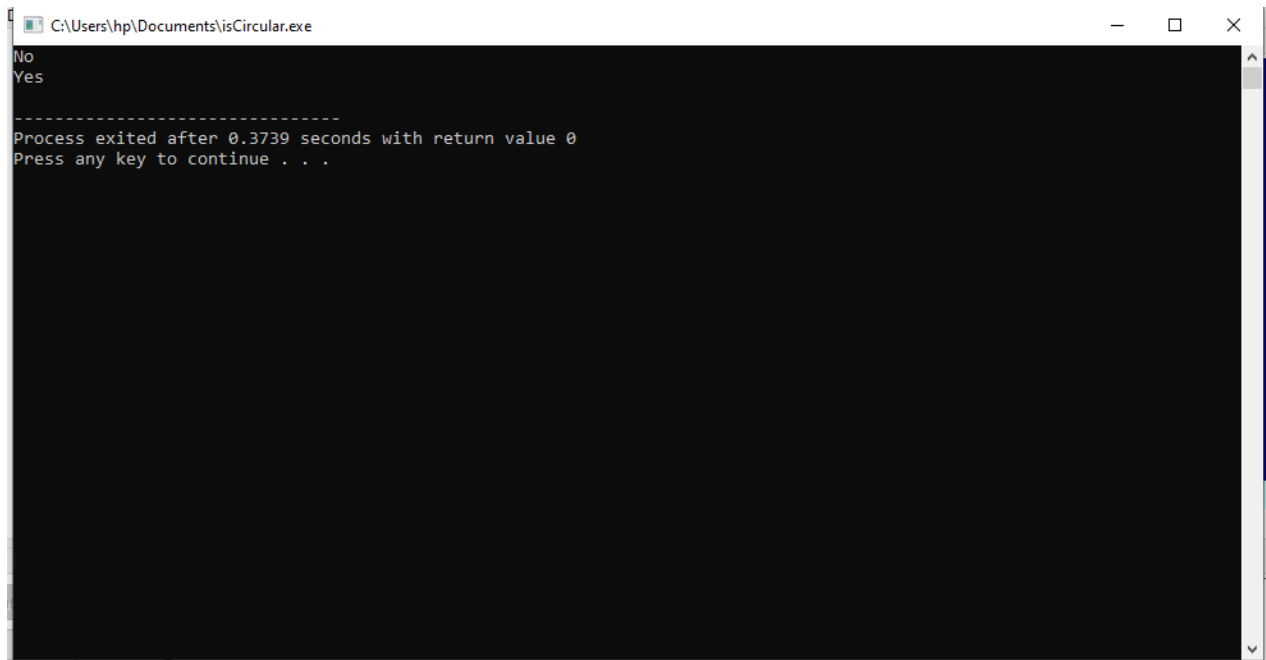 C:\Users\hp\Documents\isCircular.exe
No
Yes
--------------------------------
Process exited after 0.3739 seconds with return value 0
Press any key to continue . . .